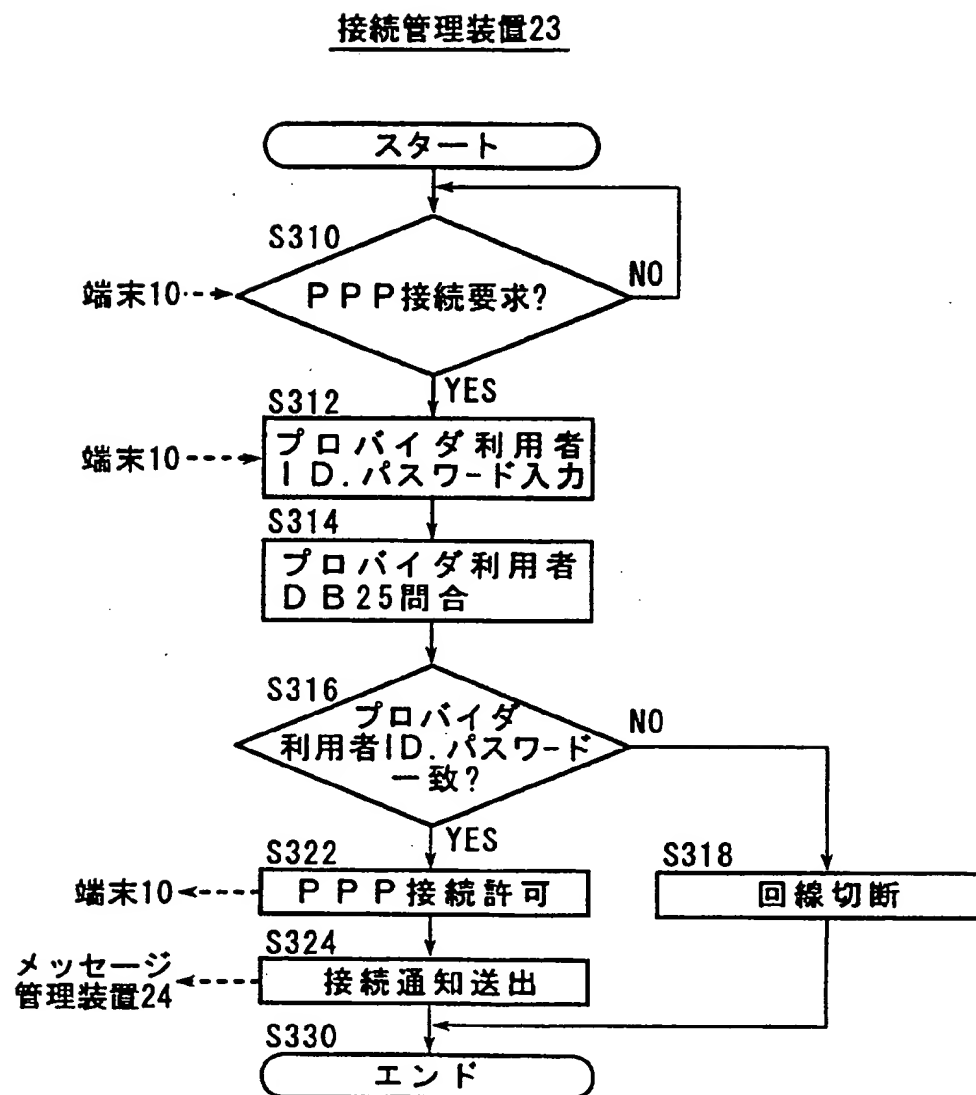 接続管理装置23
スタート
S310
端末10
PPP接続要求?
NO
YES
S312
端末10
プロバイダ利用者
ID.パスワード入力
S314
プロバイダ利用者
DB25問合
S316
プロバイダ
利用者ID.パスワード
一致?
NO
YES
S322
端末10
PPP接続許可
S318
回線切断
S324
メッセージ
管理装置24
接続通知送出
S330
エンド